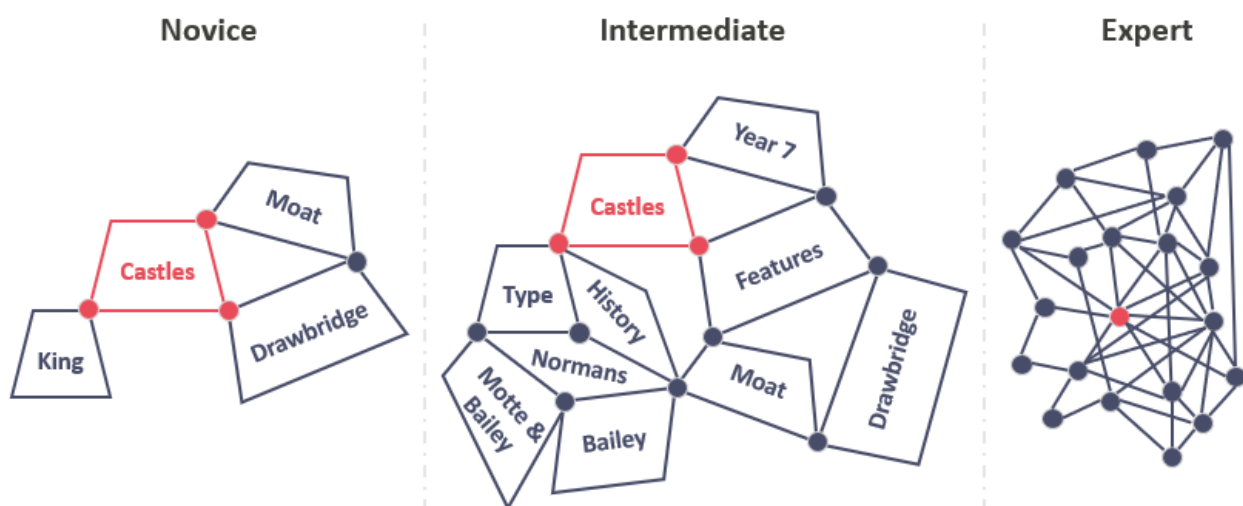 Novice
Intermediate
Expert
Moat
Castles
Drawbridge
King
Year 7
Castles
Features
Type
History
Normans
Motte &
Bailey
Bailey
Moat
Drawbridge